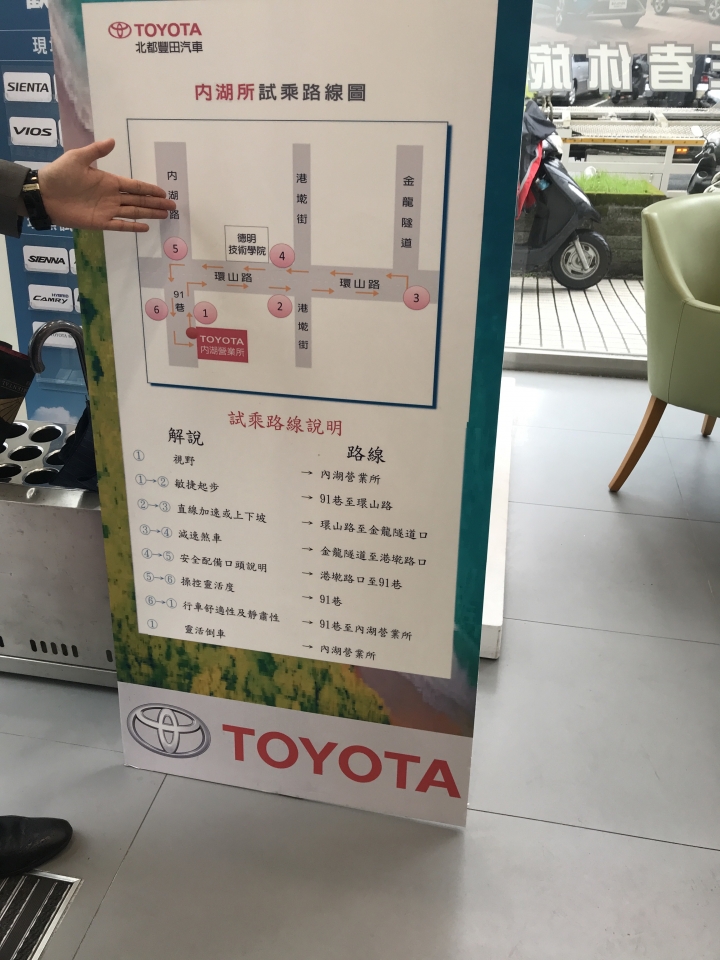 TOYOTA
北都豐田汽車
內湖所試乘路線圖
內湖路
港墘街
金龍隧道
德明
技術學院
5
4
環山路
環山路
91巷
6
1
2
3
港墘街
TOYOTA
內湖營業所
試乘路線說明
解說
路線
① 視野 → 內湖營業所
①→② 敏捷起步 → 91巷至環山路
②→③ 直線加速或上下坡 → 環山路至金龍隧道口
③→④ 減速煞車 → 金龍隧道至港墘路口
④→⑤ 安全配備口頭說明 → 港墘路口至91巷
⑤→⑥ 操控靈活度 → 91巷
⑥→① 行車舒適性及靜肅性 → 91巷至內湖營業所
① 靈活倒車 → 內湖營業所
TOYOTA
SIENTA
VIOS
SIENNA
HYBRID
CAMRY